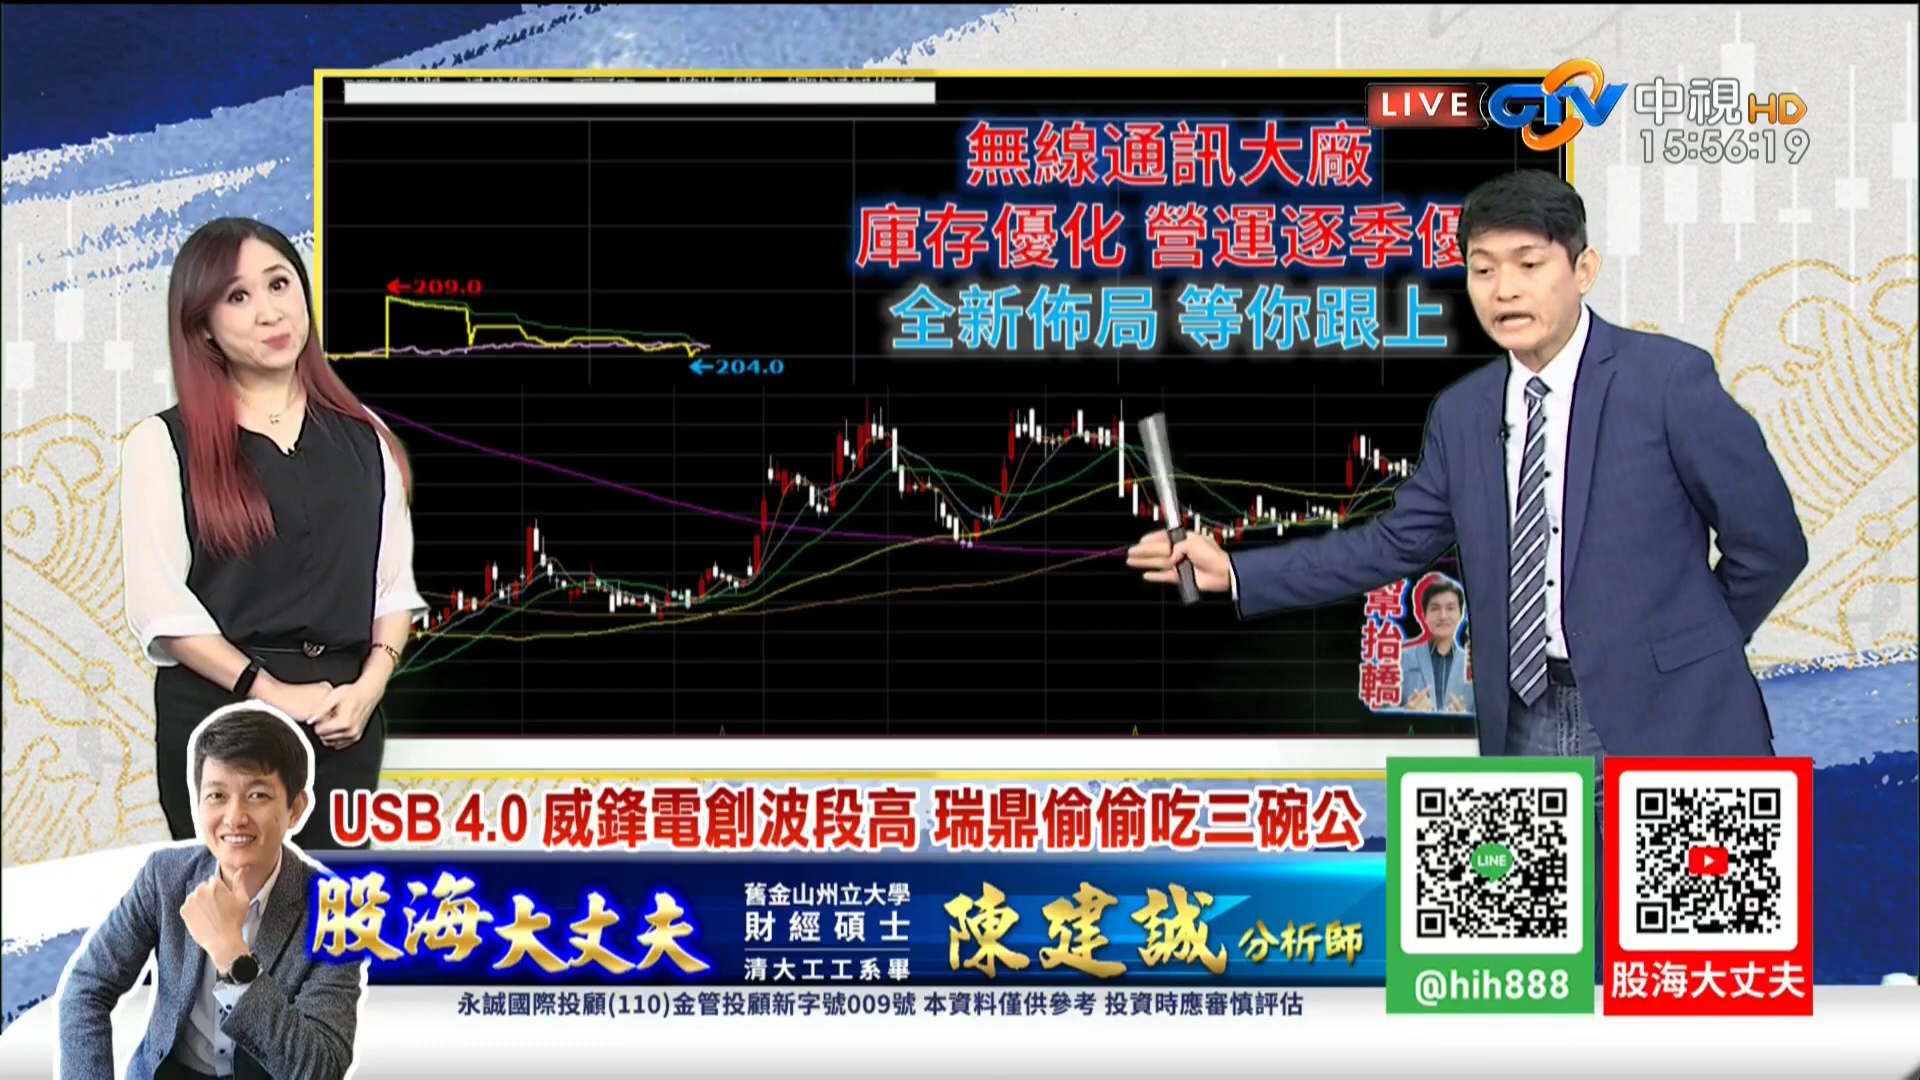 LIVE CTV 中視HD
15:56:19
無線通訊大廠
庫存優化 營運逐季優
全新佈局 等你跟上
←209.0
←204.0
幫抬轎
USB 4.0 威鋒電創波段高 瑞鼎偷偷吃三碗公
股海大丈夫
舊金山州立大學
財經碩士
清大工工系畢
陳建誠 分析師
LINE
@hih888
股海大丈夫
永誠國際投顧(110)金管投顧新字號009號 本資料僅供參考 投資時應審慎評估